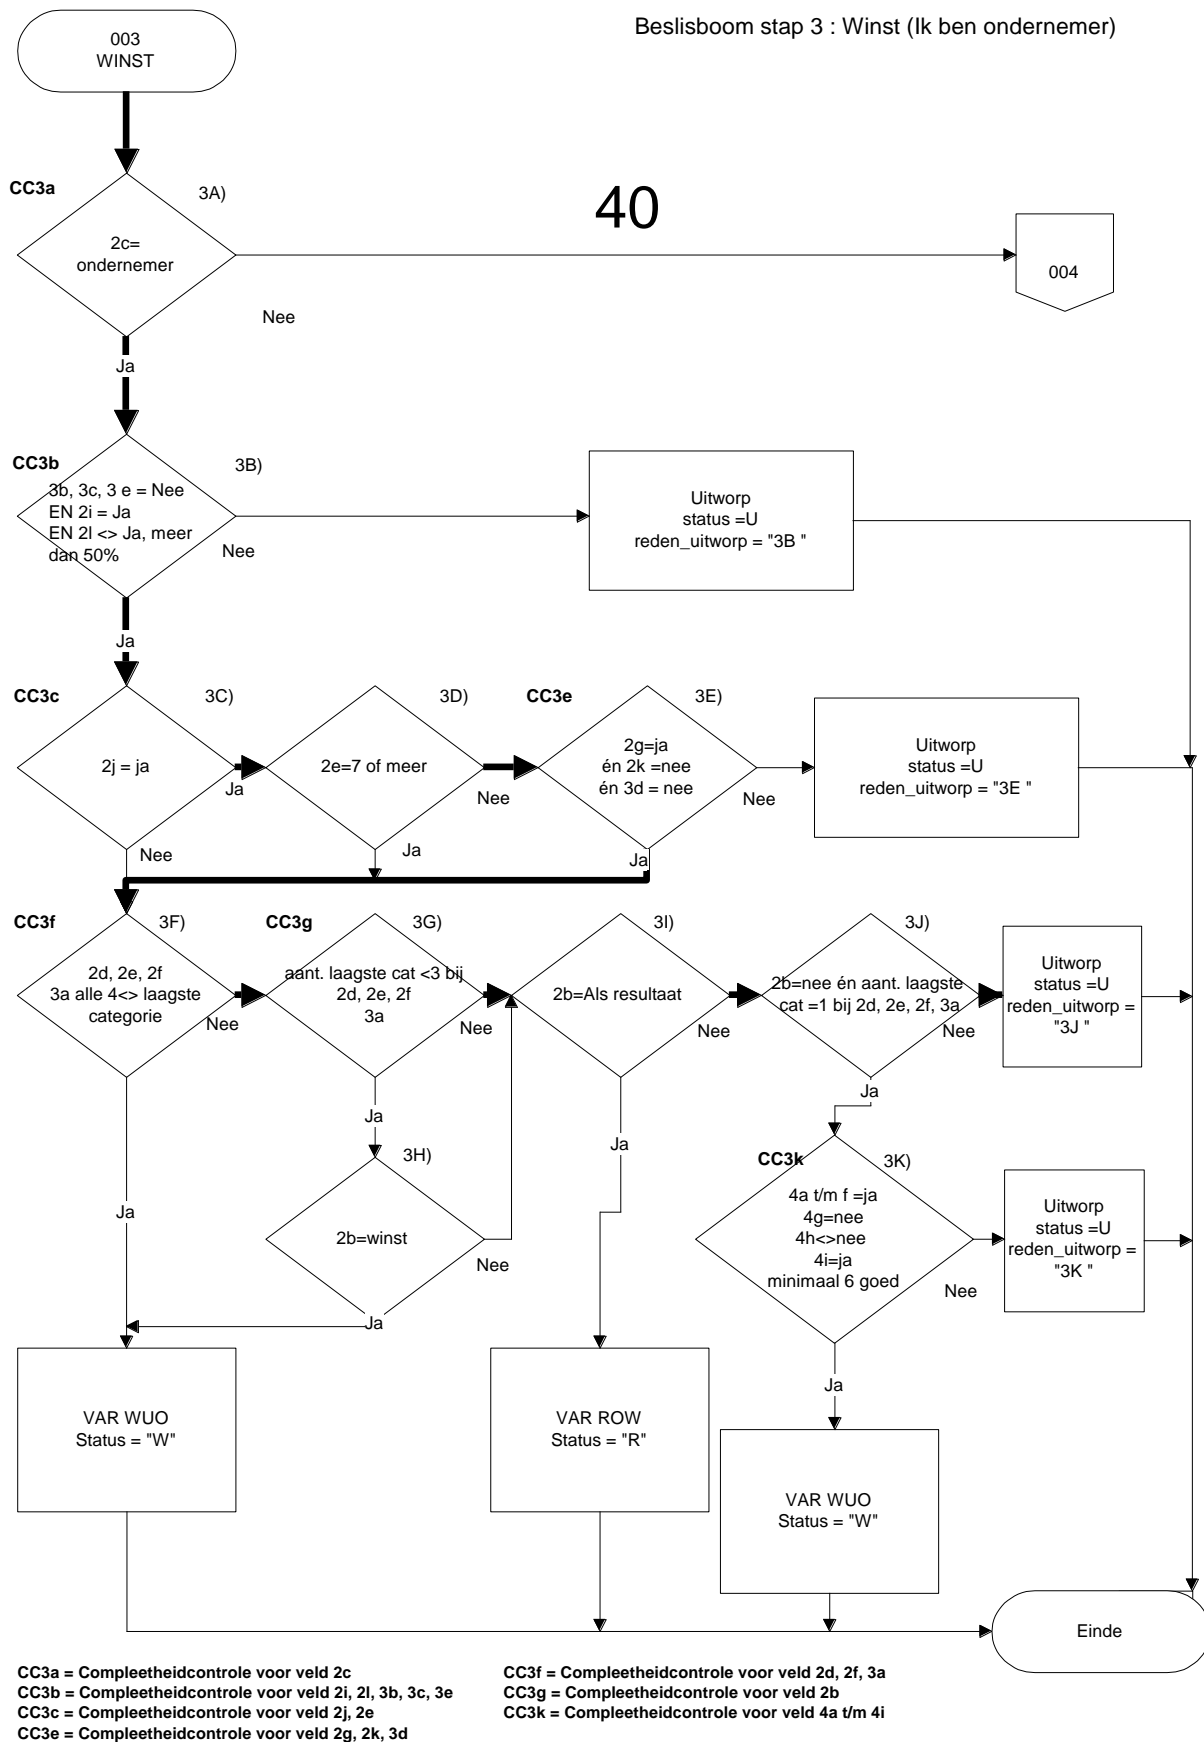 Beslisboom stap 3 : Winst (Ik ben ondernemer)
003
WINST
CC3a
3A)
40
2c=
ondernemer
004
Nee
Ja
CC3b
3B)
3b, 3c, 3 e = Nee
EN 2i = Ja
EN 2l <> Ja, meer
dan 50%
Nee
Uitworp
status =U
reden_uitworp = "3B "
Ja
CC3c
3C)
2j = ja
Ja
Nee
3D)
2e=7 of meer
Nee
Ja
CC3e
3E)
2g=ja
én 2k =nee
én 3d = nee
Nee
Ja
Uitworp
status =U
reden_uitworp = "3E "
CC3f
3F)
2d, 2e, 2f
3a alle 4<> laagste
categorie
Nee
Ja
CC3g
3G)
aant. laagste cat <3 bij
2d, 2e, 2f
3a
Nee
Ja
3I)
2b=Als resultaat
Nee
Ja
3J)
2b=nee én aant. laagste
cat =1 bij 2d, 2e, 2f, 3a
Nee
Ja
Uitworp
status =U
reden_uitworp =
"3J "
3H)
2b=winst
Nee
Ja
CC3k
3K)
4a t/m f =ja
4g=nee
4h<>nee
4i=ja
minimaal 6 goed
Nee
Ja
Uitworp
status =U
reden_uitworp =
"3K "
VAR WUO
Status = "W"
VAR ROW
Status = "R"
VAR WUO
Status = "W"
Einde
CC3a = Compleetheidcontrole voor veld 2c
CC3b = Compleetheidcontrole voor veld 2i, 2l, 3b, 3c, 3e
CC3c = Compleetheidcontrole voor veld 2j, 2e
CC3e = Compleetheidcontrole voor veld 2g, 2k, 3d
CC3f = Compleetheidcontrole voor veld 2d, 2f, 3a
CC3g = Compleetheidcontrole voor veld 2b
CC3k = Compleetheidcontrole voor veld 4a t/m 4i